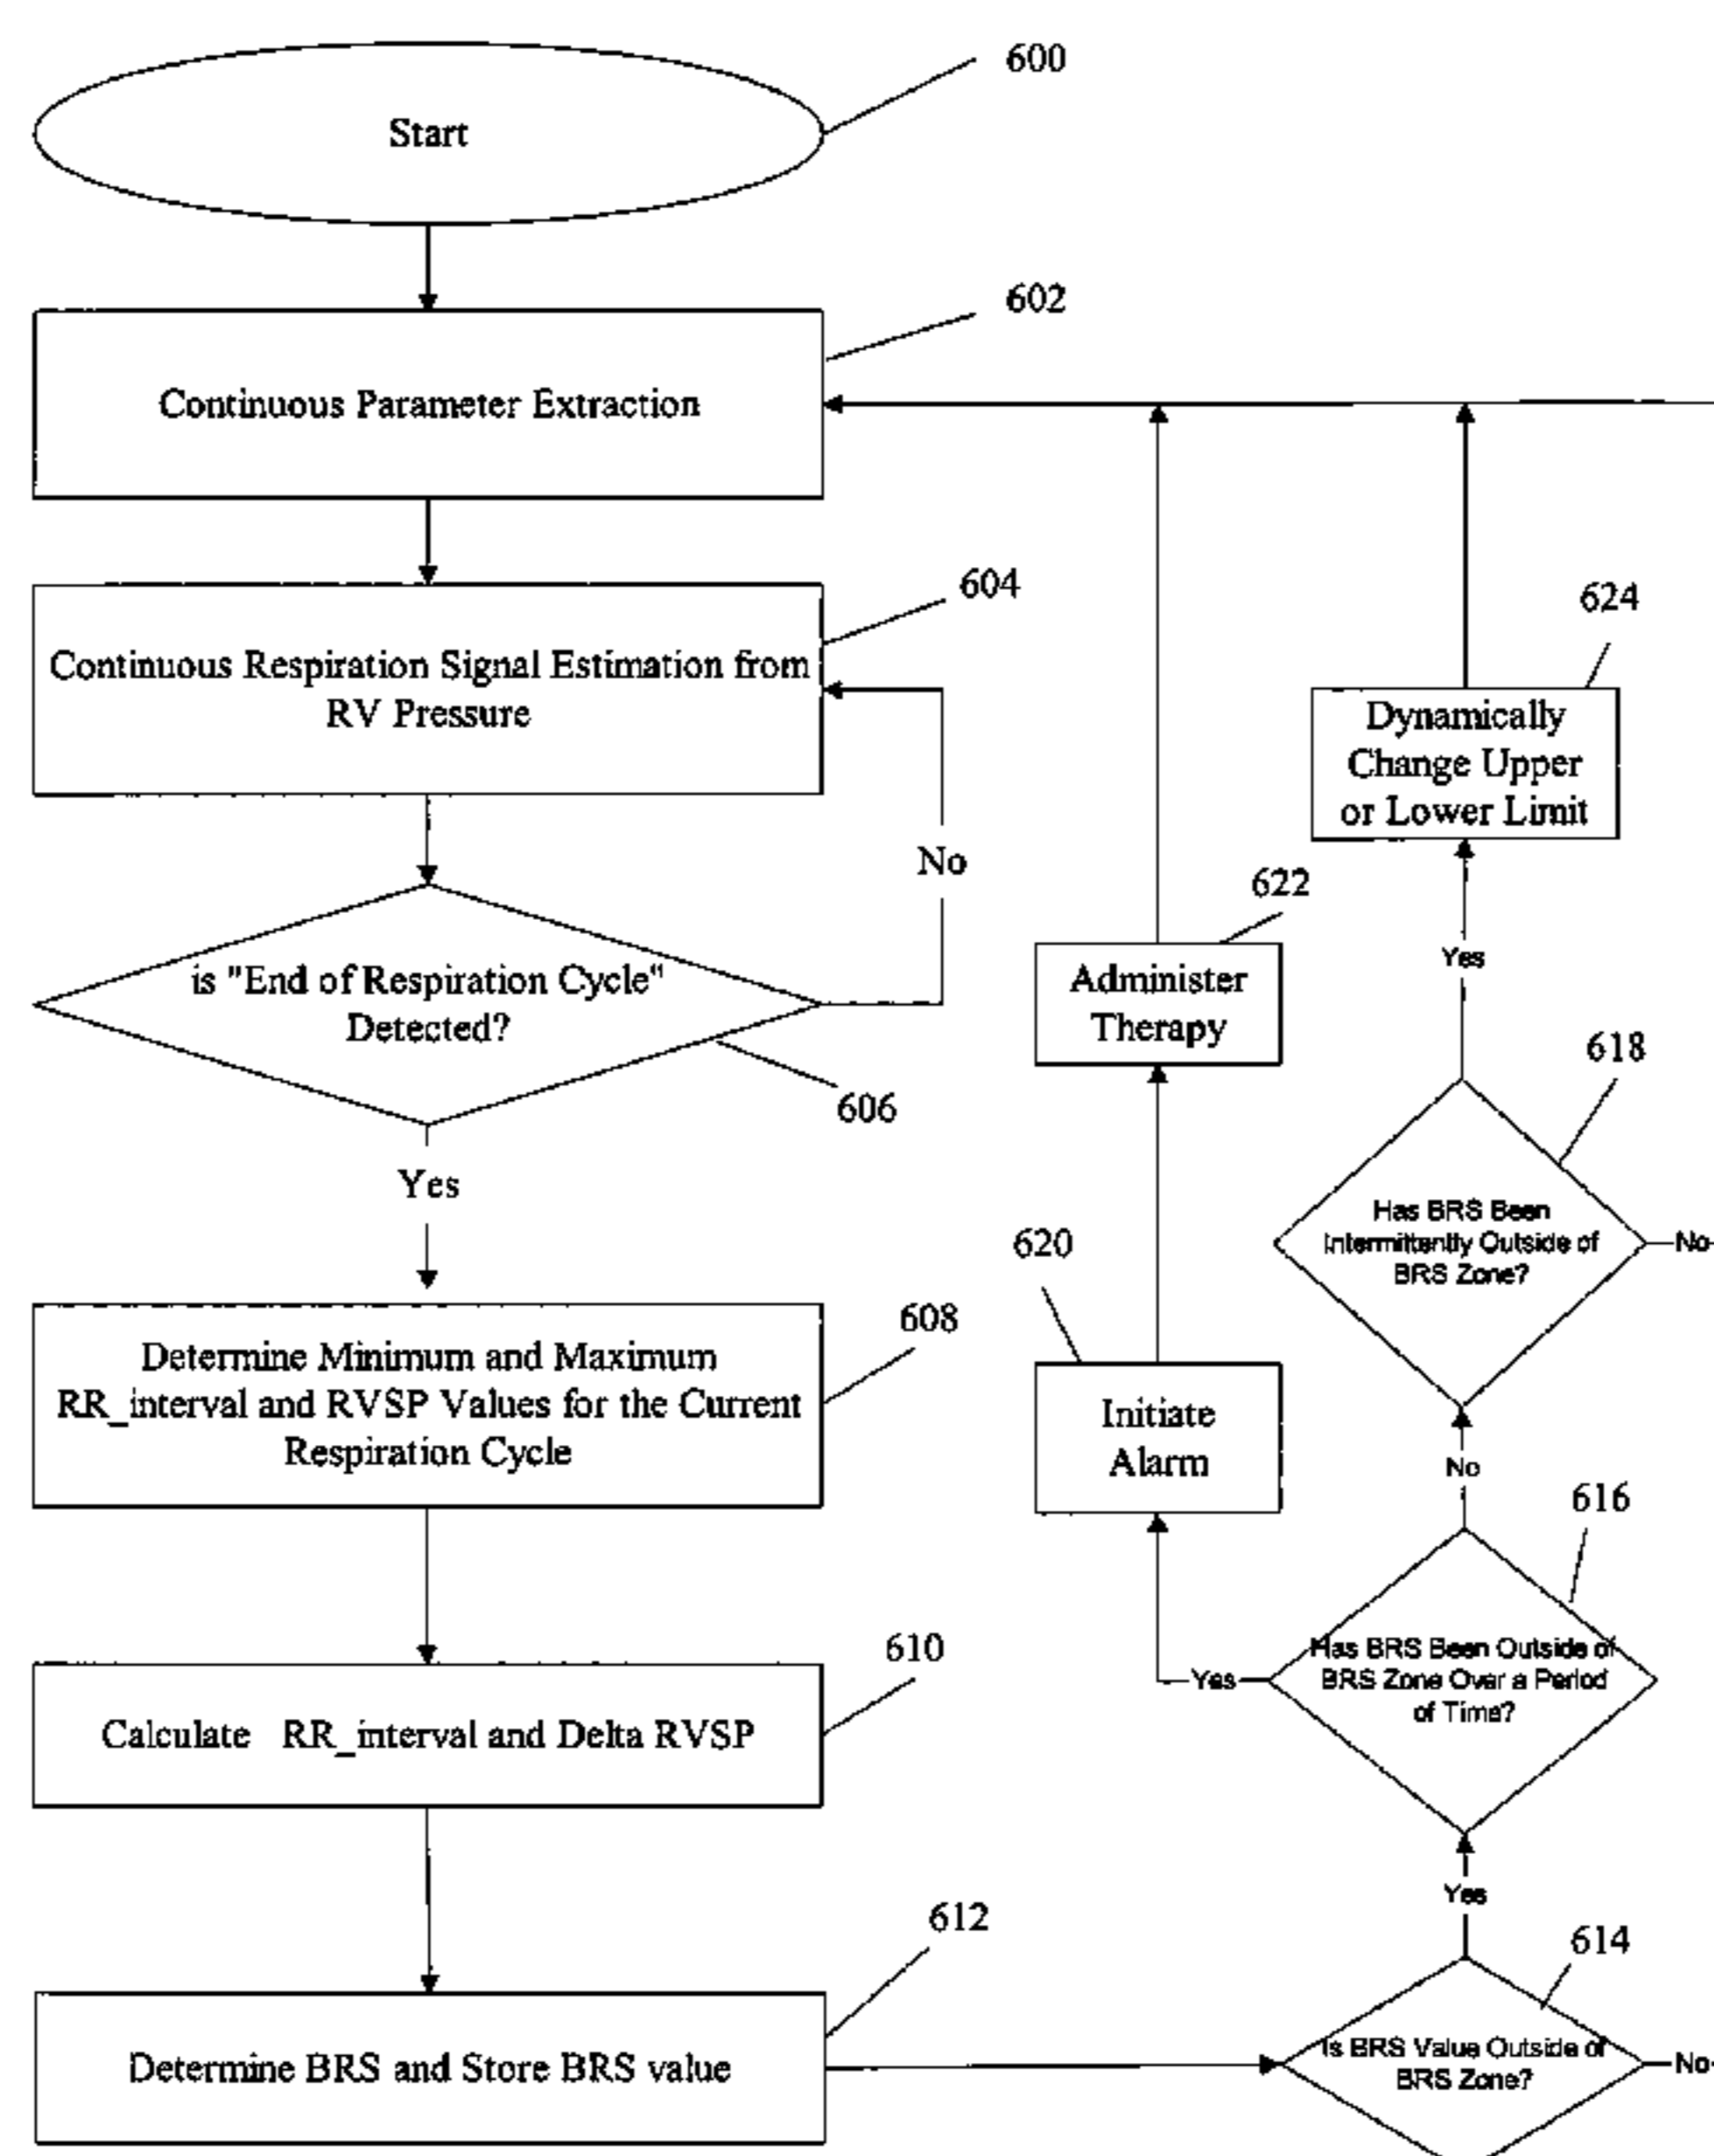 Start
600
Continuous Parameter Extraction
602
Continuous Respiration Signal Estimation from
RV Pressure
604
No
is "End of Respiration Cycle"
Detected?
606
Yes
Determine Minimum and Maximum
RR_interval and RVSP Values for the Current
Respiration Cycle
608
Calculate RR_interval and Delta RVSP
610
Determine BRS and Store BRS value
612
Is BRS Value Outside of
BRS Zone?
614
No
Yes
Has BRS Been Outside of
BRS Zone Over a Period
of Time?
616
Yes
No
Initiate
Alarm
620
Administer
Therapy
622
Has BRS Been
Intermittently Outside of
BRS Zone?
618
No
Yes
Dynamically
Change Upper
or Lower Limit
624